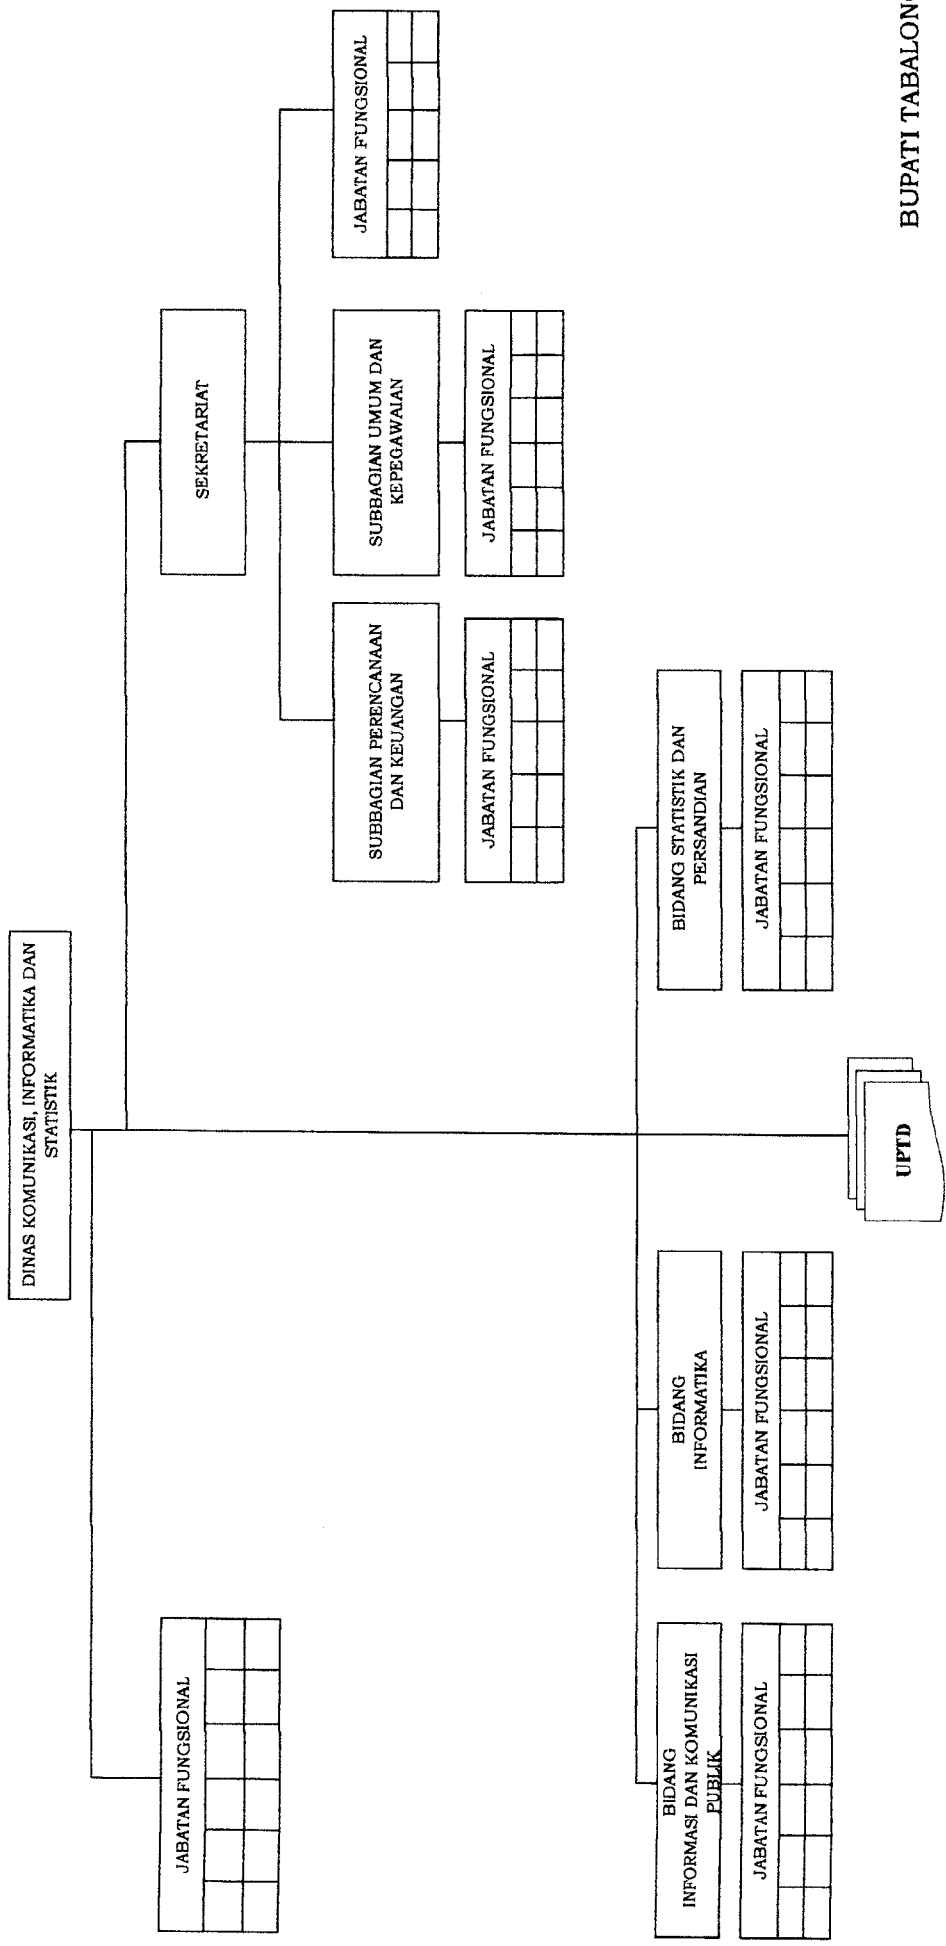 DINAS KOMUNIKASI, INFORMATIKA DAN
STATISTIK
JABATAN FUNGSIONAL
SEKRETARIAT
SUBBAGIAN PERENCANAAN
DAN KEUANGAN
JABATAN FUNGSIONAL
SUBBAGIAN UMUM DAN
KEPEGAWAIAN
JABATAN FUNGSIONAL
JABATAN FUNGSIONAL
BIDANG
INFORMASI DAN KOMUNIKASI
PUBLIK
JABATAN FUNGSIONAL
BIDANG
INFORMATIKA
JABATAN FUNGSIONAL
BIDANG STATISTIK DAN
PERSANDIAN
JABATAN FUNGSIONAL
UPTD
BUPATI TABALONG